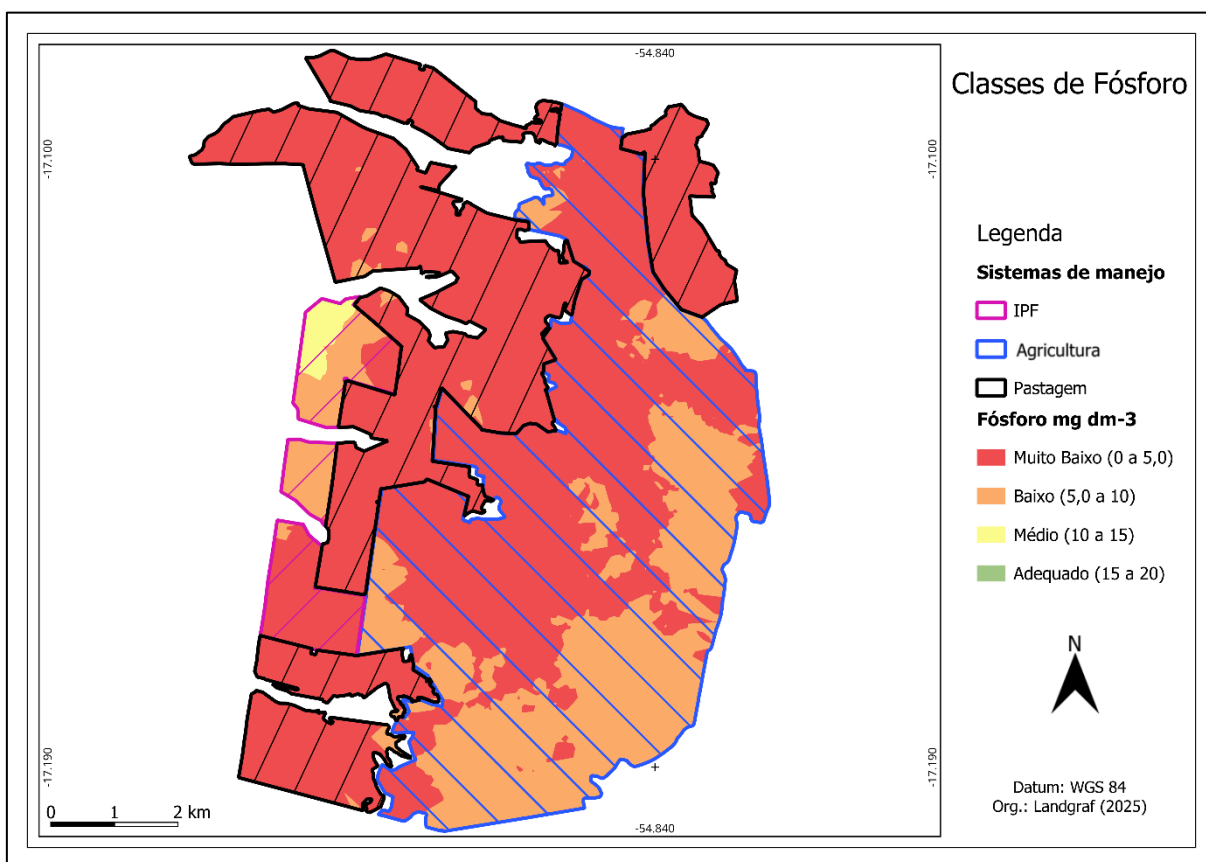 -54.840
Classes de Fósforo
-17.100
-17.100
Legenda
Sistemas de manejo
IPF
Agricultura
Pastagem
Fósforo mg dm-3
Muito Baixo (0 a 5,0)
Baixo (5,0 a 10)
Médio (10 a 15)
Adequado (15 a 20)
N
-17.190
-17.190
Datum: WGS 84
Org.: Landgraf (2025)
0 1 2 km
-54.840